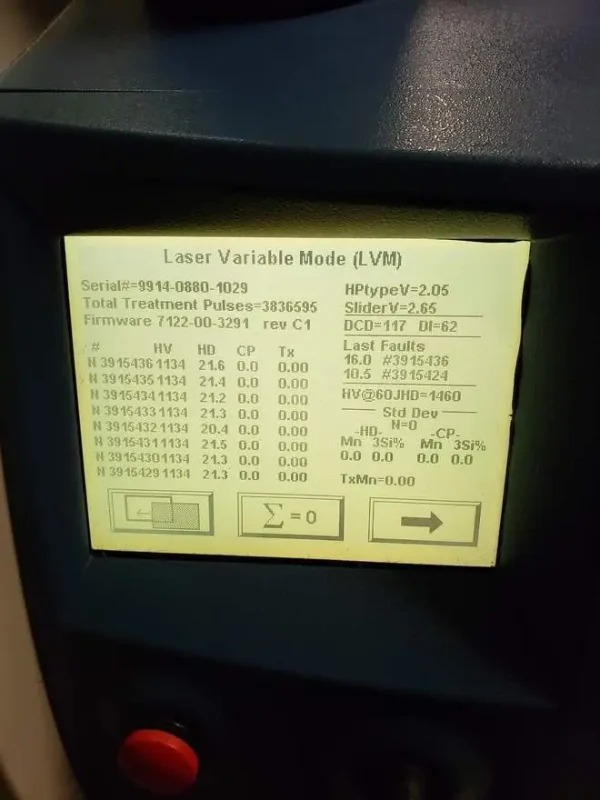 Laser Variable Mode (LVM)
Serial#=9914-0880-1029
Total Treatment Pulses=3836595
Firmware 7122-00-3291 rev C1
# HV HD CP Tx
N 3915436 1134 21.6 0.0 0.00
N 3915435 1134 21.4 0.0 0.00
N 3915434 1134 21.2 0.0 0.00
N 3915433 1134 21.3 0.0 0.00
N 3915432 1134 20.4 0.0 0.00
N 3915431 1134 21.5 0.0 0.00
N 3915430 1134 21.3 0.0 0.00
N 3915429 1134 21.3 0.0 0.00
HPtypeV=2.05
SliderV=2.65
DCD=117 DI=62
Last Faults
16.0 #3915436
10.5 #3915424
HV@60JHD=1460
Std Dev
N=0
-HD- -CP-
Mn 3Si% Mn 3Si%
0.0 0.0 0.0 0.0
TxMn=0.00
Σ = 0